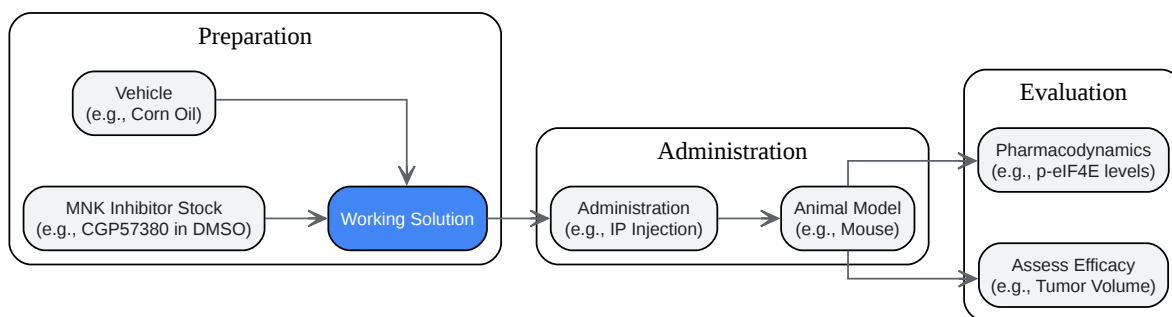 Preparation
Vehicle
(e.g., Corn Oil)
MNK Inhibitor Stock
(e.g., CGP57380 in DMSO)
Working Solution
Administration
Administration
(e.g., IP Injection)
Animal Model
(e.g., Mouse)
Evaluation
Pharmacodynamics
(e.g., p-eIF4E levels)
Assess Efficacy
(e.g., Tumor Volume)